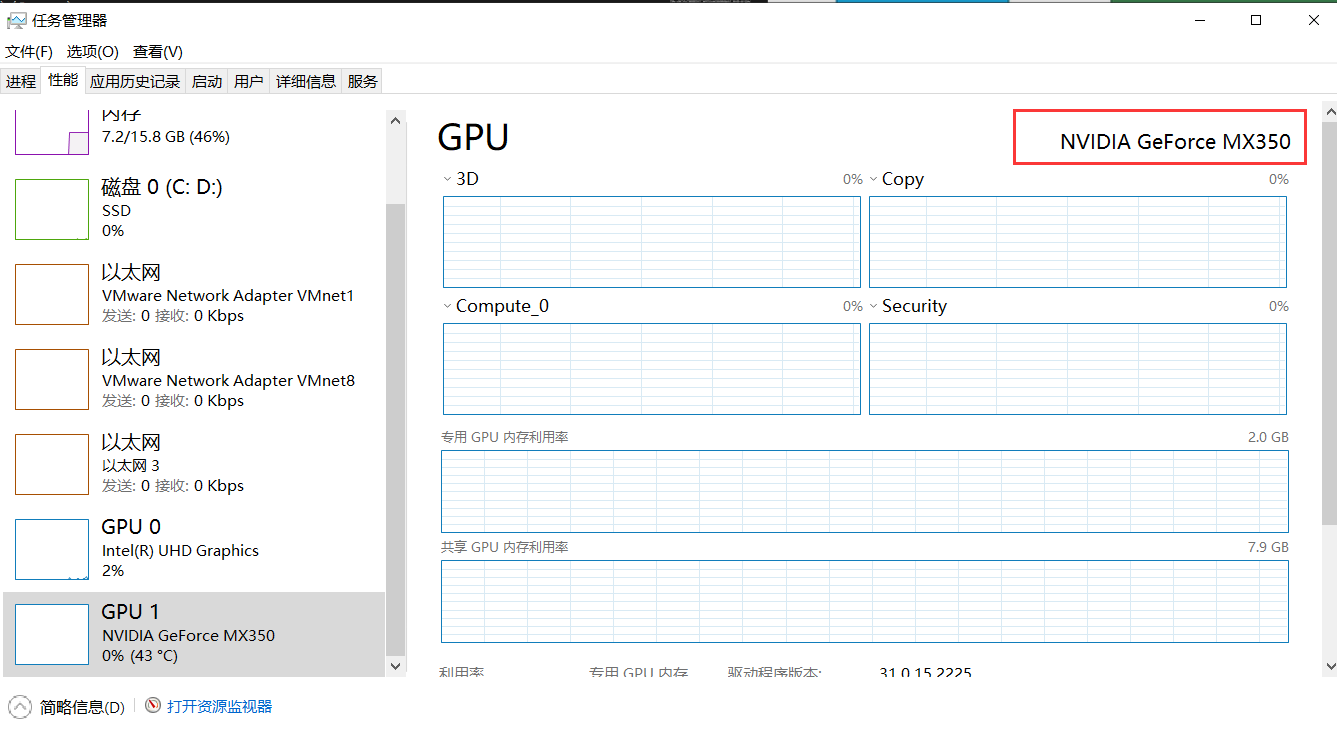 任务管理器
文件(F) 选项(O) 查看(V)
进程 性能 应用历史记录 启动 用户 详细信息 服务
内存
7.2/15.8 GB (46%)
磁盘 0 (C: D:)
SSD
0%
以太网
VMware Network Adapter VMnet1
发送: 0 接收: 0 Kbps
以太网
VMware Network Adapter VMnet8
发送: 0 接收: 0 Kbps
以太网
以太网 3
发送: 0 接收: 0 Kbps
GPU 0
Intel(R) UHD Graphics
2%
GPU 1
NVIDIA GeForce MX350
0% (43 °C)
GPU NVIDIA GeForce MX350
3D 0% Copy 0%
Compute_0 0% Security 0%
专用 GPU 内存利用率 2.0 GB
共享 GPU 内存利用率 7.9 GB
利用率 专用 GPU 内存 驱动程序版本: 31.0.15.2225
简略信息(D) 打开资源监视器